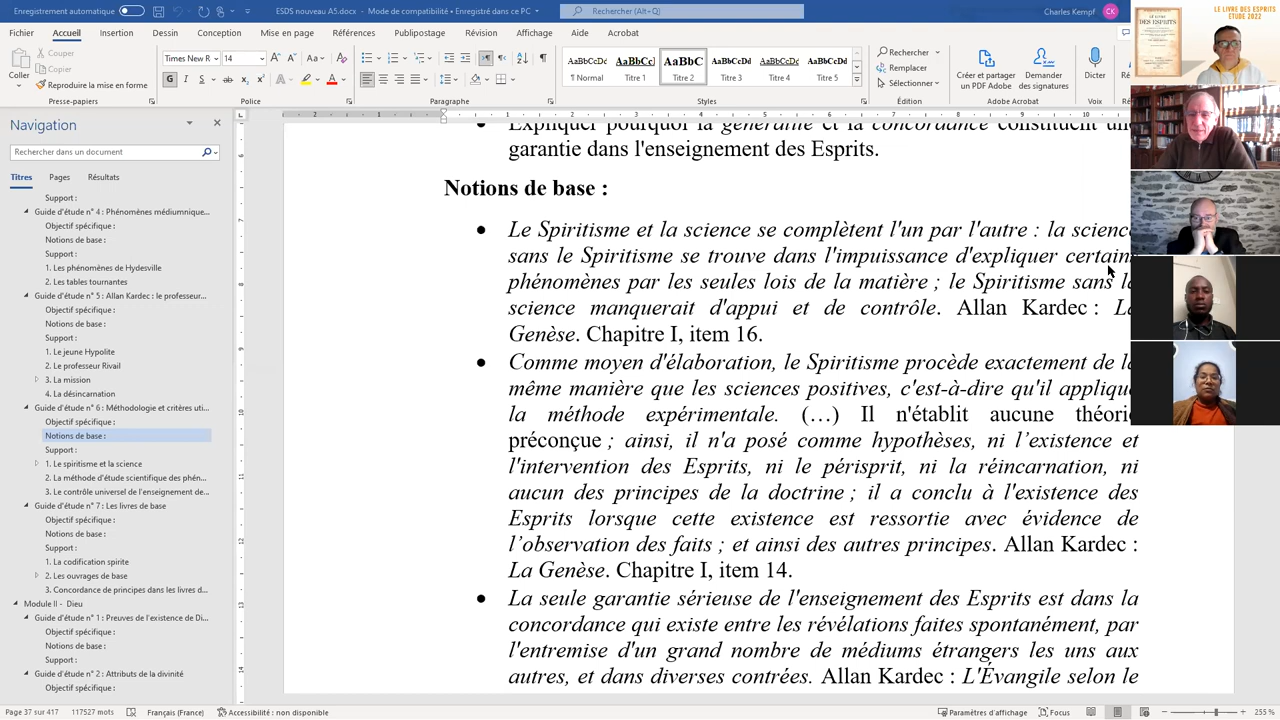 Enregistrement automatique
ESDS nouveau A5.docx - Mode de compatibilité • Enregistré dans ce PC
Rechercher (Alt+Q)
Charles Kempf
CK
LE LIVRE DES ESPRITS
ETUDE 2022
Fichier Accueil Insertion Dessin Conception Mise en page Références Publipostage Révision Affichage Aide Acrobat
Coller
Couper
Copier
Reproduire la mise en forme
Presse-papiers
Times New R
14
Police
Paragraphe
AaBbCcDc
¶ Normal
AaBbCc
Titre 1
AaBbC
Titre 2
AaBbCcDc
Titre 3
AaBbCcDc
Titre 4
AaBbCcDc
Titre 5
Styles
Rechercher
Remplacer
Sélectionner
Édition
Créer et partager
un PDF Adobe
Demander
des signatures
Adobe Acrobat
Dicter
Voix
Navigation
Rechercher dans un document
Titres Pages Résultats
Support :
Guide d'étude n° 4 : Phénomènes médiumnique...
Objectif spécifique :
Notions de base :
Support :
1. Les phénomènes de Hydesville
2. Les tables tournantes
Guide d'étude n° 5 : Allan Kardec : le professeur...
Objectif spécifique :
Notions de base :
Support :
1. Le jeune Hypolite
2. Le professeur Rivail
3. La mission
4. La désincarnation
Guide d'étude n° 6 : Méthodologie et critères uti...
Objectif spécifique :
Notions de base :
Support :
1. Le spiritisme et la science
2. La méthode d'étude scientifique des phén...
3. Le contrôle universel de l'enseignement de...
Guide d'étude n° 7 : Les livres de base
Objectif spécifique :
Notions de base :
Support :
1. La codification spirite
2. Les ouvrages de base
3. Concordance de principes dans les livres d...
Module II - Dieu
Guide d'étude n° 1 : Preuves de l'existence de Di...
Objectif spécifique :
Notions de base :
Support :
Guide d'étude n° 2 : Attributs de la divinité
Objectif spécifique :
• Expliquer pourquoi la généralité et la concordance constituent une
garantie dans l'enseignement des Esprits.
Notions de base :
• Le Spiritisme et la science se complètent l'un par l'autre : la science
sans le Spiritisme se trouve dans l'impuissance d'expliquer certains
phénomènes par les seules lois de la matière ; le Spiritisme sans la
science manquerait d'appui et de contrôle. Allan Kardec : La
Genèse. Chapitre I, item 16.
• Comme moyen d'élaboration, le Spiritisme procède exactement de la
même manière que les sciences positives, c'est-à-dire qu'il applique
la méthode expérimentale. (…) Il n'établit aucune théorie
préconçue ; ainsi, il n'a posé comme hypothèses, ni l’existence et
l'intervention des Esprits, ni le périsprit, ni la réincarnation, ni
aucun des principes de la doctrine ; il a conclu à l'existence des
Esprits lorsque cette existence est ressortie avec évidence de
l’observation des faits ; et ainsi des autres principes. Allan Kardec :
La Genèse. Chapitre I, item 14.
• La seule garantie sérieuse de l'enseignement des Esprits est dans la
concordance qui existe entre les révélations faites spontanément, par
l'entremise d'un grand nombre de médiums étrangers les uns aux
autres, et dans diverses contrées. Allan Kardec : L'Évangile selon le
Page 37 sur 417 117527 mots Français (France) Accessibilité : non disponible Paramètres d'affichage Focus 255 %